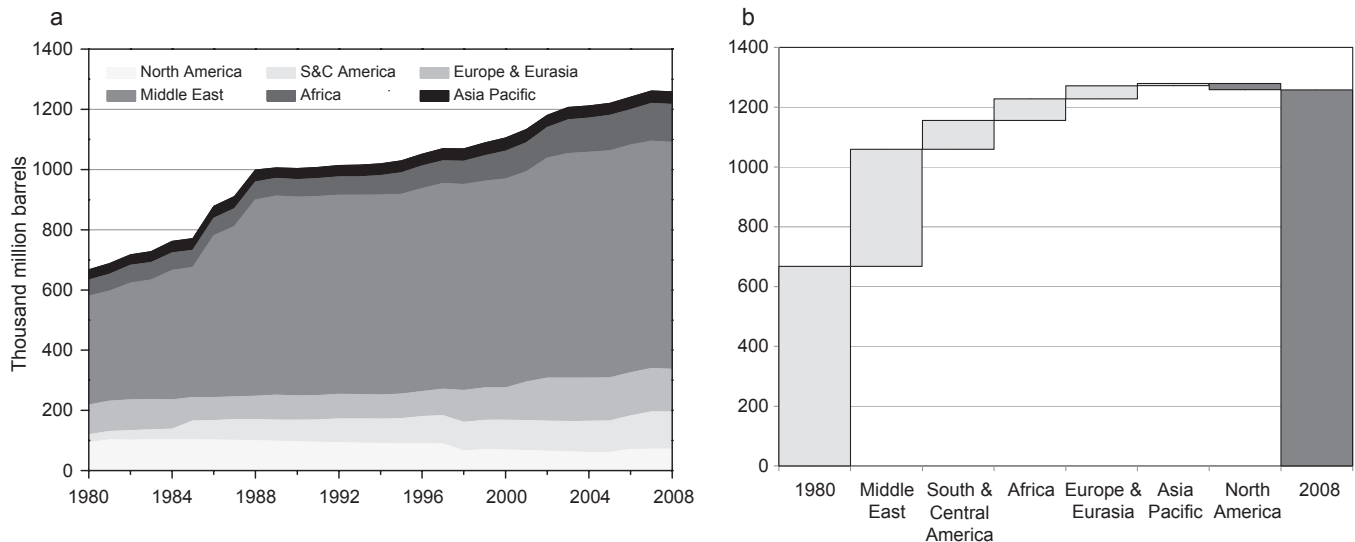 a
Thousand million barrels
1400
1200
1000
800
600
400
200
0
North America S&C America Europe & Eurasia
Middle East Africa Asia Pacific
1980 1984 1988 1992 1996 2000 2004 2008
b
1400
1200
1000
800
600
400
200
0
1980 Middle East South & Central America Africa Europe & Eurasia Asia Pacific North America 2008